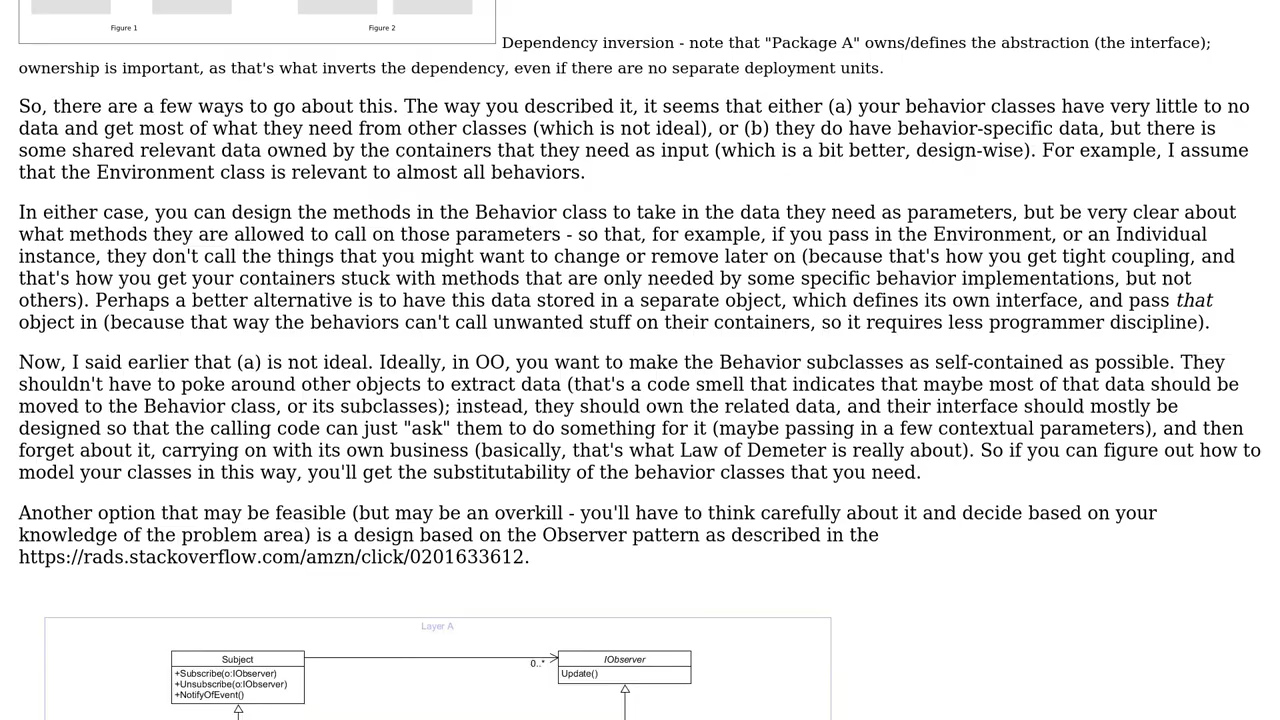 Figure 1
Figure 2
Dependency inversion - note that "Package A" owns/defines the abstraction (the interface);
ownership is important, as that's what inverts the dependency, even if there are no separate deployment units.
So, there are a few ways to go about this. The way you described it, it seems that either (a) your behavior classes have very little to no
data and get most of what they need from other classes (which is not ideal), or (b) they do have behavior-specific data, but there is
some shared relevant data owned by the containers that they need as input (which is a bit better, design-wise). For example, I assume
that the Environment class is relevant to almost all behaviors.
In either case, you can design the methods in the Behavior class to take in the data they need as parameters, but be very clear about
what methods they are allowed to call on those parameters - so that, for example, if you pass in the Environment, or an Individual
instance, they don't call the things that you might want to change or remove later on (because that's how you get tight coupling, and
that's how you get your containers stuck with methods that are only needed by some specific behavior implementations, but not
others). Perhaps a better alternative is to have this data stored in a separate object, which defines its own interface, and pass that
object in (because that way the behaviors can't call unwanted stuff on their containers, so it requires less programmer discipline).
Now, I said earlier that (a) is not ideal. Ideally, in OO, you want to make the Behavior subclasses as self-contained as possible. They
shouldn't have to poke around other objects to extract data (that's a code smell that indicates that maybe most of that data should be
moved to the Behavior class, or its subclasses); instead, they should own the related data, and their interface should mostly be
designed so that the calling code can just "ask" them to do something for it (maybe passing in a few contextual parameters), and then
forget about it, carrying on with its own business (basically, that's what Law of Demeter is really about). So if you can figure out how to
model your classes in this way, you'll get the substitutability of the behavior classes that you need.
Another option that may be feasible (but may be an overkill - you'll have to think carefully about it and decide based on your
knowledge of the problem area) is a design based on the Observer pattern as described in the
https://rads.stackoverflow.com/amzn/click/0201633612.
Layer A
Subject
+Subscribe(o:IObserver)
+Unsubscribe(o:IObserver)
+NotifyOfEvent()
0..*
IObserver
Update()